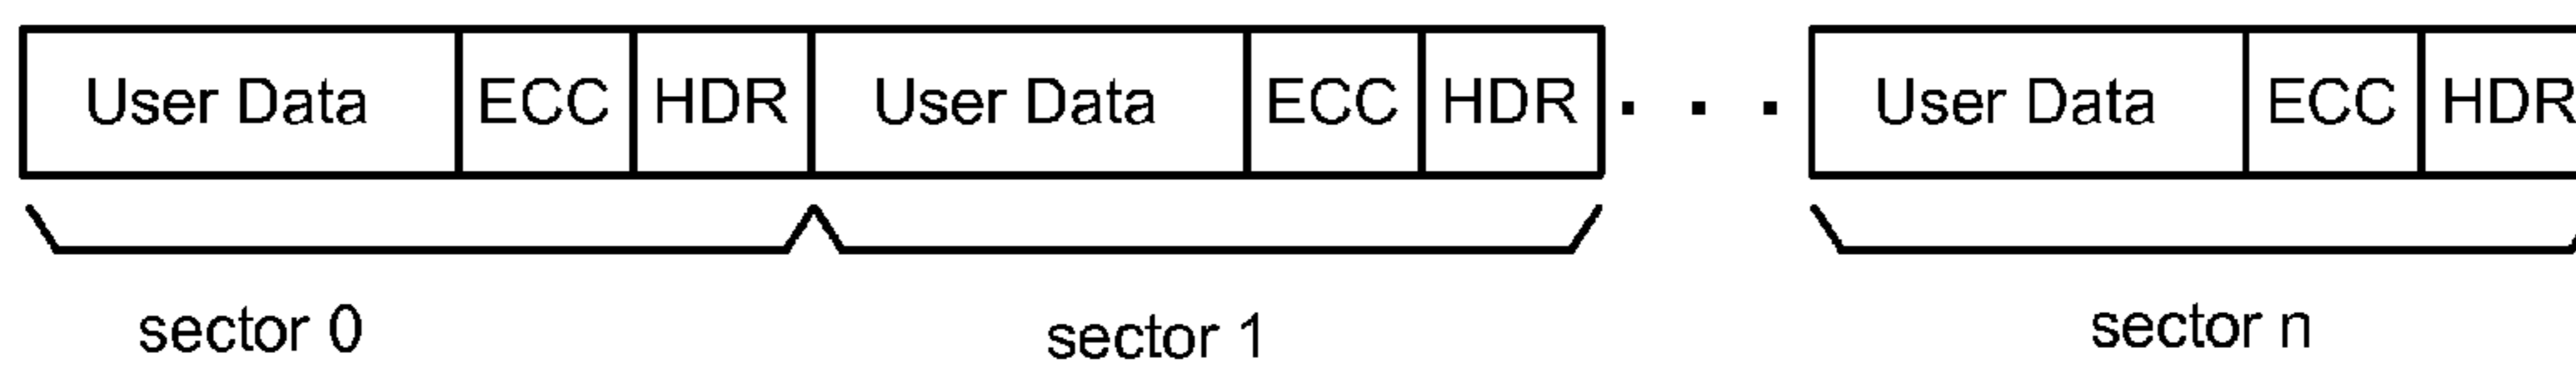 User Data ECC HDR User Data ECC HDR . . . User Data ECC HDR
sector 0 sector 1 sector n